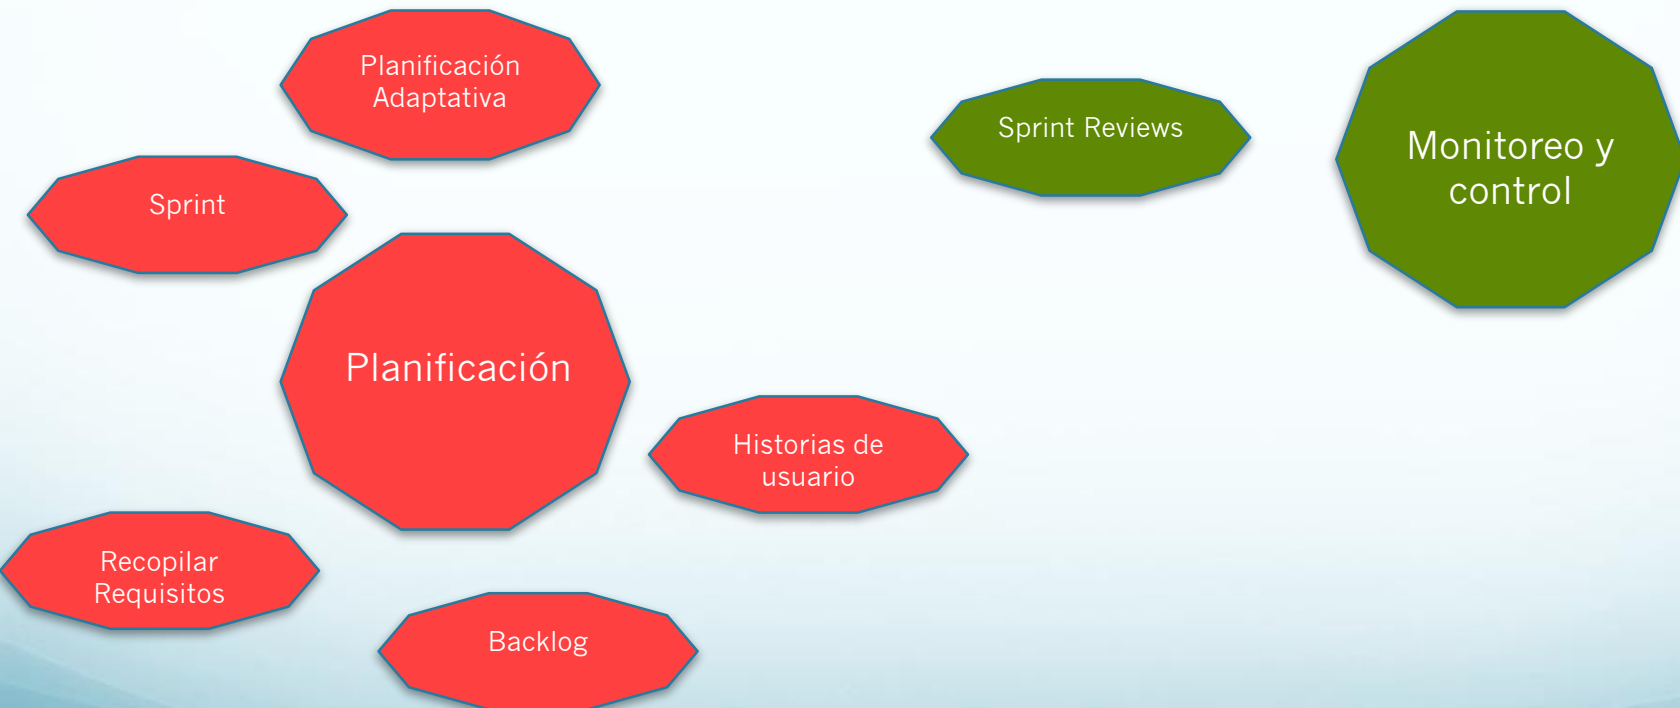 Planificación
Adaptativa
Sprint
Planificación
Historias de
usuario
Recopilar
Requisitos
Backlog
Sprint Reviews
Monitoreo y
control